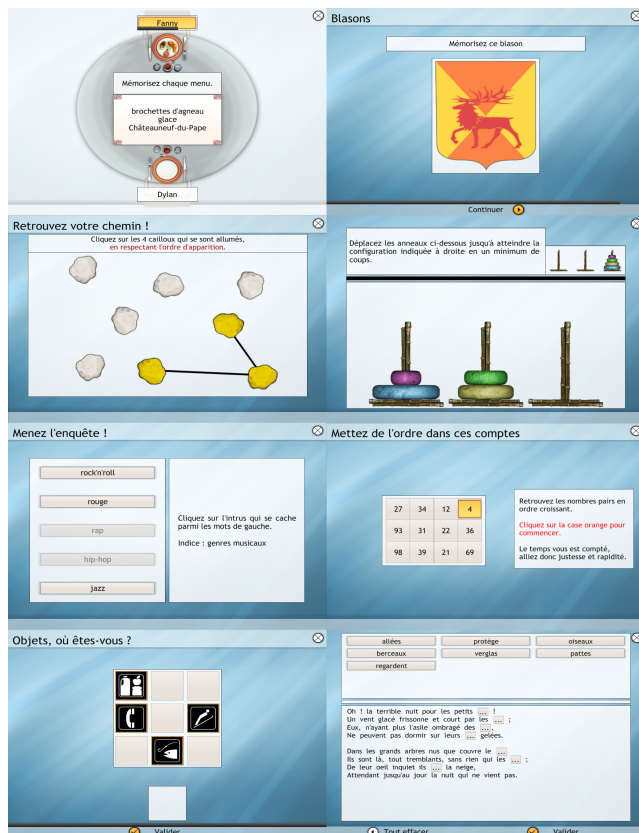 Fanny
Mémorisez chaque menu.
brochettes d'agneau
glace
Châteauneuf-du-Pape
Dylan
Blasons
Mémorisez ce blason
Continuer
Retrouvez votre chemin !
Cliquez sur les 4 cailloux qui se sont allumés,
en respectant l'ordre d'apparition.
Déplacez les anneaux ci-dessous jusqu'à atteindre la
configuration indiquée à droite en un minimum de
coups.
Menez l'enquête !
rock'n'roll
rouge
rap
hip-hop
jazz
Cliquez sur l'intrus qui se cache
parmi les mots de gauche.
Indice : genres musicaux
Mettez de l'ordre dans ces comptes
27 34 12 4
93 31 22 36
98 39 21 69
Retrouvez les nombres pairs en
ordre croissant.
Cliquez sur la case orange pour
commencer.
Le temps vous est compté,
alliez donc justesse et rapidité.
Objets, où êtes-vous ?
Valider
allées protège oiseaux
berceaux verglas pattes
regardent
Oh ! la terrible nuit pour les petits ... !
Un vent glacé frissonne et court par les ... ;
Eux, n'ayant plus l'asile ombragé des ...,
Ne peuvent pas dormir sur leurs ... gelées.
Dans les grands arbres nus que couvre le ...
Ils sont là, tout tremblants, sans rien qui les ... ;
De leur oeil inquiet ils ... la neige,
Attendant jusqu'au jour la nuit qui ne vient pas.
Tout effacer
Valider